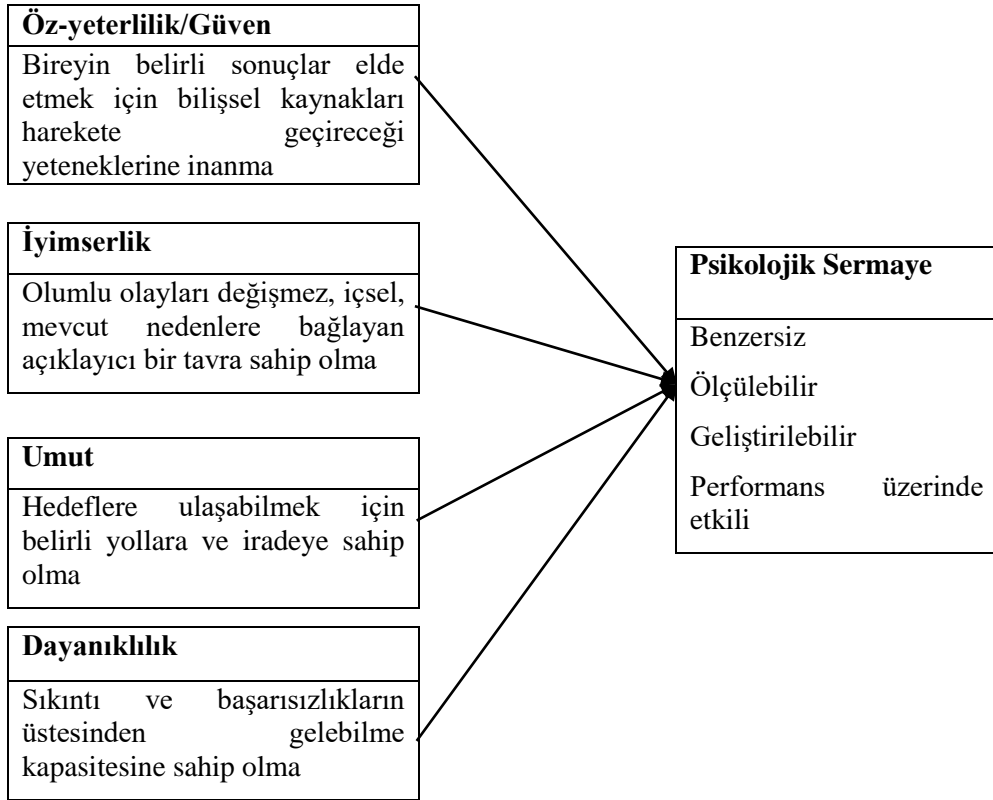 Öz-yeterlilik/Güven
Bireyin belirli sonuçlar elde
etmek için bilişsel kaynakları
harekete geçireceği
yeteneklerine inanma
İyimserlik
Olumlu olayları değişmez, içsel,
mevcut nedenlere bağlayan
açıklayıcı bir tavra sahip olma
Umut
Hedeflere ulaşabilmek için
belirli yollara ve iradeye sahip
olma
Dayanıklılık
Sıkıntı ve başarısızlıkların
üstesinden gelebilme
kapasitesine sahip olma
Psikolojik Sermaye
Benzersiz
Ölçülebilir
Geliştirilebilir
Performans üzerinde
etkili